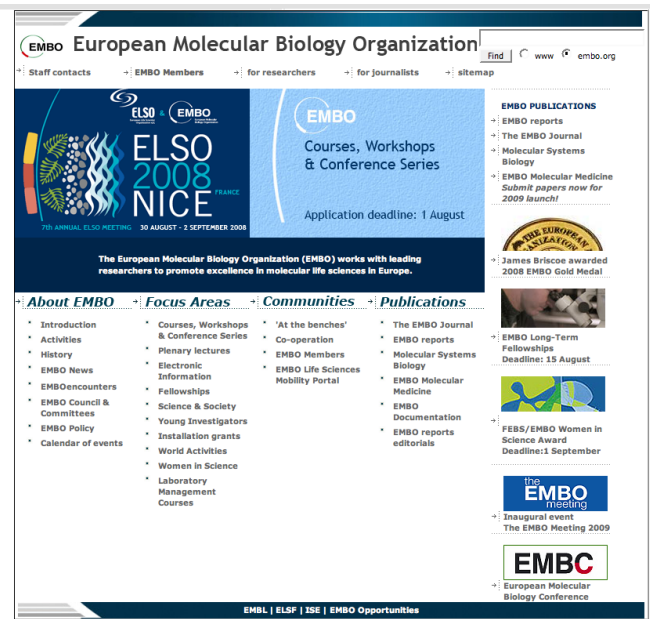 EMBO European Molecular Biology Organization
Find www embo.org
Staff contacts EMBO Members for researchers for journalists sitemap
ELSO & EMBO
ELSO
2008
NICE FRANCE
7th ANNUAL ELSO MEETING 30 AUGUST - 2 SEPTEMBER 2008
EMBO
Courses, Workshops
& Conference Series
Application deadline: 1 August
The European Molecular Biology Organization (EMBO) works with leading
researchers to promote excellence in molecular life sciences in Europe.
About EMBO
Introduction
Activities
History
EMBO News
EMBOencounters
EMBO Council &
Committees
EMBO Policy
Calendar of events
Focus Areas
Courses, Workshops
& Conference Series
Plenary lectures
Electronic
Information
Fellowships
Science & Society
Young Investigators
Installation grants
World Activities
Women in Science
Laboratory
Management
Courses
Communities
'At the benches'
Co-operation
EMBO Members
EMBO Life Sciences
Mobility Portal
Publications
The EMBO Journal
EMBO reports
Molecular Systems
Biology
EMBO Molecular
Medicine
EMBO
Documentation
EMBO reports
editorials
EMBO PUBLICATIONS
EMBO reports
The EMBO Journal
Molecular Systems
Biology
EMBO Molecular Medicine
Submit papers now for
2009 launch!
THE EUROPEAN
James Briscoe awarded
2008 EMBO Gold Medal
EMBO Long-Term
Fellowships
Deadline: 15 August
FEBS/EMBO Women in
Science Award
Deadline:1 September
the
EMBO
meeting
Inaugural event
The EMBO Meeting 2009
EMBC
European Molecular
Biology Conference
EMBL | ELSF | ISE | EMBO Opportunities